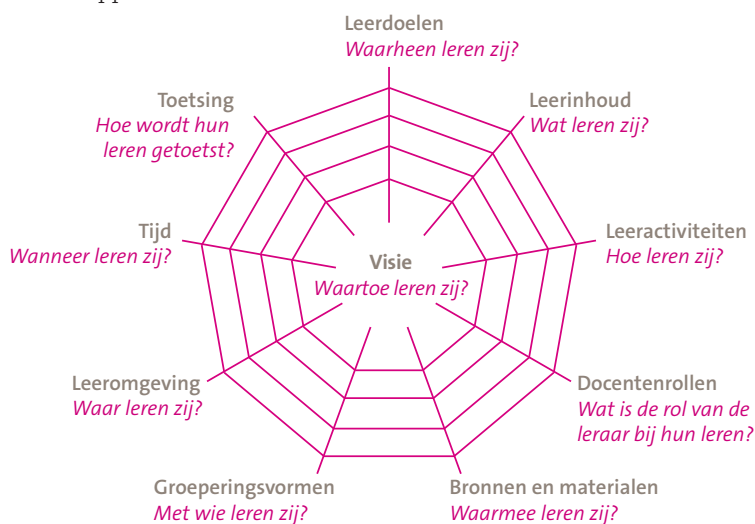 Leerdoelen
Waarheen leren zij?
Toetsing
Hoe wordt hun
leren getoetst?
Leerinhoud
Wat leren zij?
Tijd
Wanneer leren zij?
Visie
Waartoe leren zij?
Leeractiviteiten
Hoe leren zij?
Leeromgeving
Waar leren zij?
Docentenrollen
Wat is de rol van de
leraar bij hun leren?
Groeperingsvormen
Met wie leren zij?
Bronnen en materialen
Waarmee leren zij?